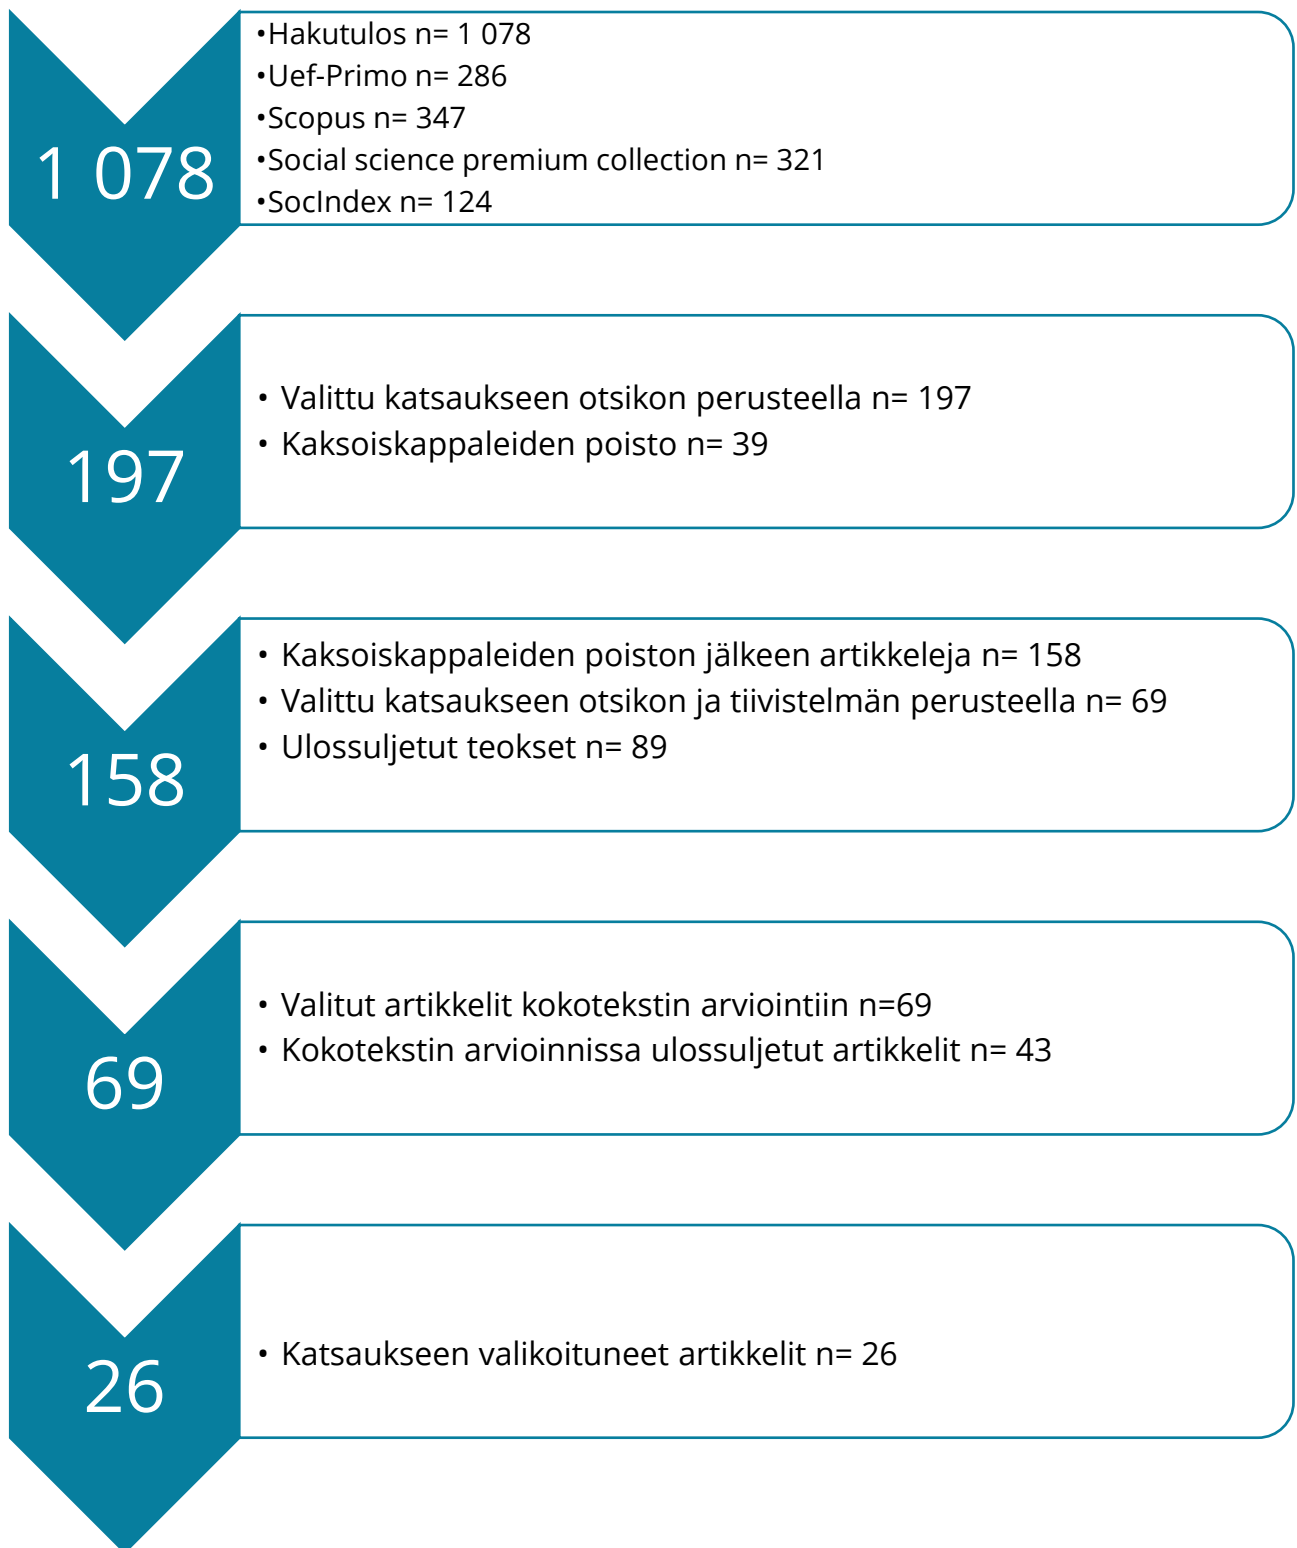 1 078
•Hakutulos n= 1 078
•Uef-Primo n= 286
•Scopus n= 347
•Social science premium collection n= 321
•SocIndex n= 124
197
• Valittu katsaukseen otsikon perusteella n= 197
• Kaksoiskappaleiden poisto n= 39
158
• Kaksoiskappaleiden poiston jälkeen artikkeleja n= 158
• Valittu katsaukseen otsikon ja tiivistelmän perusteella n= 69
• Ulossuljetut teokset n= 89
69
• Valitut artikkelit kokotekstin arviointiin n=69
• Kokotekstin arvioinnissa ulossuljetut artikkelit n= 43
26
• Katsaukseen valikoituneet artikkelit n= 26